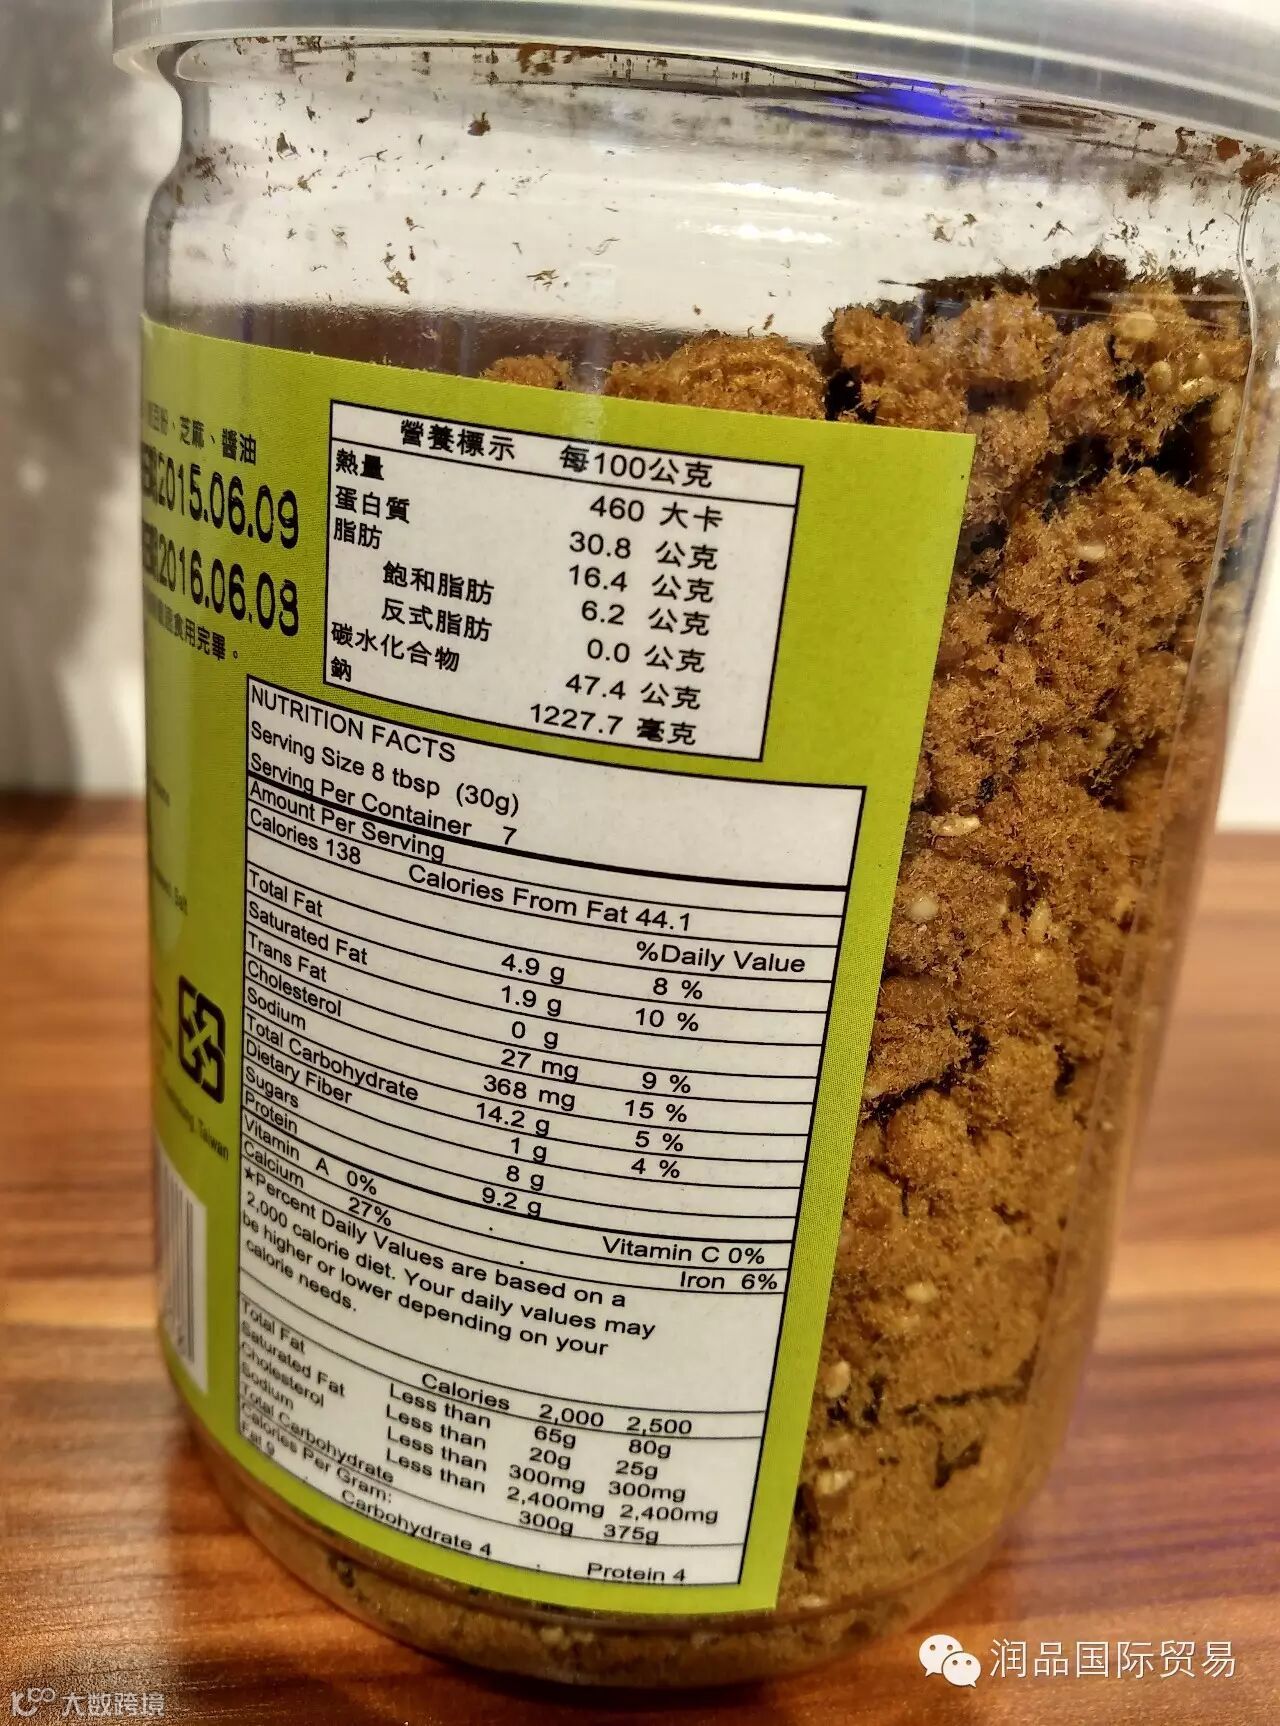 豆粉、芝麻、醬油
2015.06.09
2016.06.08
食用完畢。
營養標示 每100公克
熱量 460 大卡
蛋白質 30.8 公克
脂肪 16.4 公克
飽和脂肪 6.2 公克
反式脂肪 0.0 公克
碳水化合物 47.4 公克
鈉 1227.7 毫克
NUTRITION FACTS
Serving Size 8 tbsp (30g)
Serving Per Container 7
Amount Per Serving
Calories 138 Calories From Fat 44.1
%Daily Value
Total Fat 4.9 g 8 %
Saturated Fat 1.9 g 10 %
Trans Fat 0 g
Cholesterol 27 mg 9 %
Sodium 368 mg 15 %
Total Carbohydrate 14.2 g 5 %
Dietary Fiber 1 g 4 %
Sugars 8 g
Protein 9.2 g
Vitamin A 0% · Vitamin C 0%
Calcium 27% · Iron 6%
★Percent Daily Values are based on a
2,000 calorie diet. Your daily values may
be higher or lower depending on your
calorie needs.
Calories 2,000 2,500
Total Fat Less than 65g 80g
Saturated Fat Less than 20g 25g
Cholesterol Less than 300mg 300mg
Sodium Less than 2,400mg 2,400mg
Total Carbohydrate 300g 375g
Calories Per Gram:
Fat 9 · Carbohydrate 4 · Protein 4
Salt
Taiwan
润品国际贸易
大数跨境